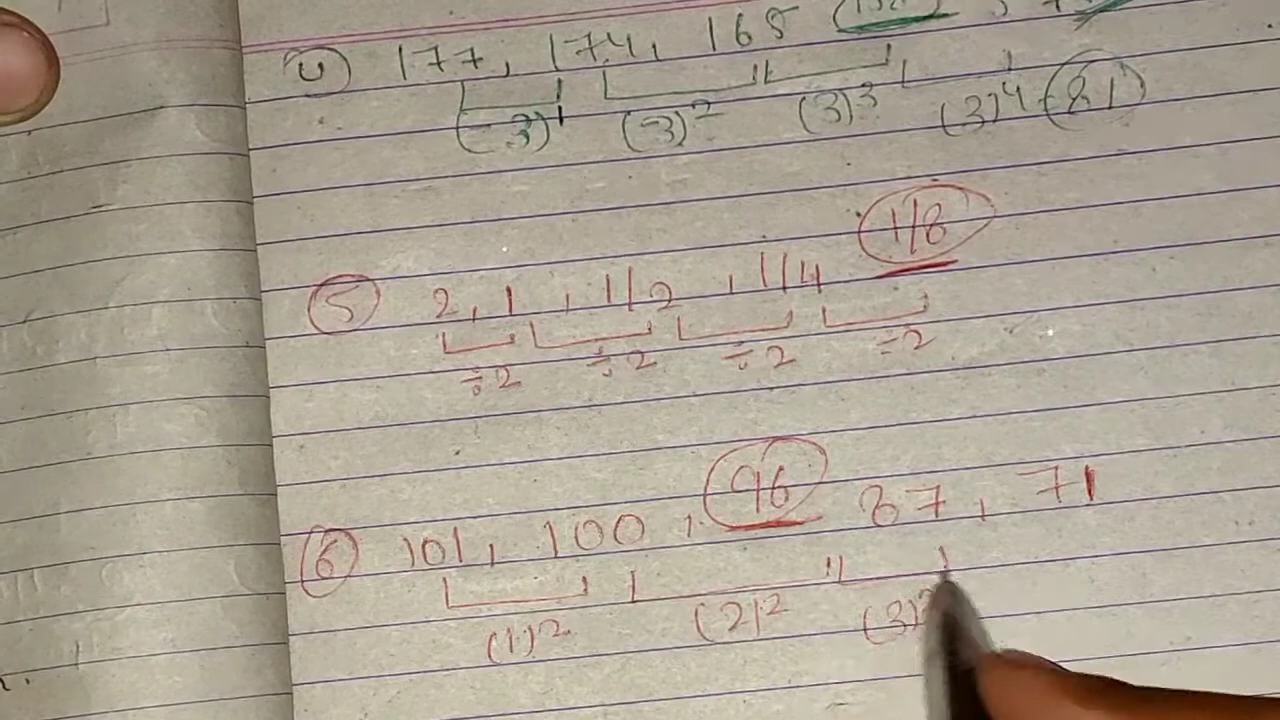 4 177, 174, 165
(-3)¹ (-3)² (3)³ (3)⁴ (81)
5 2, 1, 1/2, 1/4 1/8
÷2 ÷2 ÷2 ÷2
6 101, 100, 96 87, 71
(1)² (2)² (3)